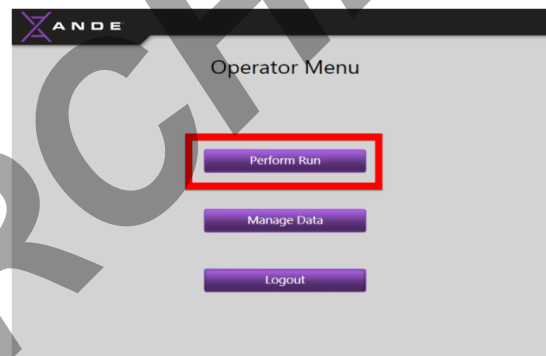 ANDE
Operator Menu
Perform Run
Manage Data
Logout